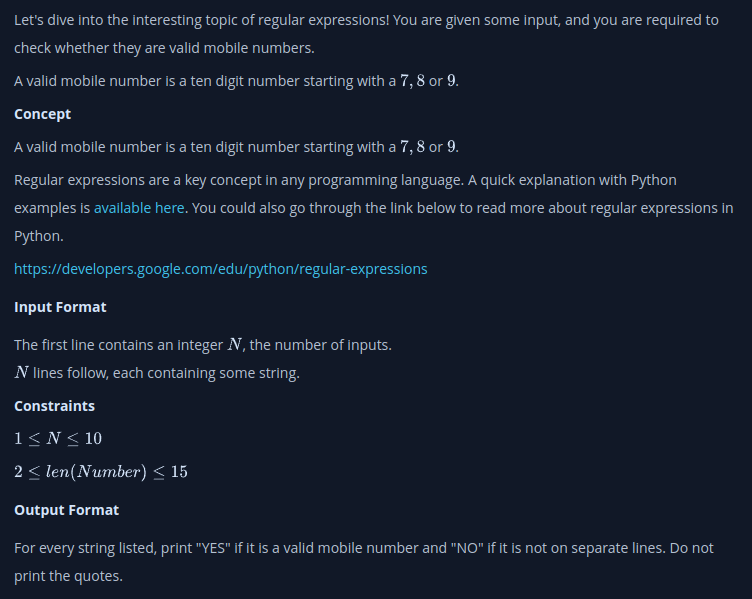 Let's dive into the interesting topic of regular expressions! You are given some input, and you are required to
check whether they are valid mobile numbers.
A valid mobile number is a ten digit number starting with a 7, 8 or 9.
Concept
A valid mobile number is a ten digit number starting with a 7, 8 or 9.
Regular expressions are a key concept in any programming language. A quick explanation with Python
examples is available here. You could also go through the link below to read more about regular expressions in
Python.
https://developers.google.com/edu/python/regular-expressions
Input Format
The first line contains an integer N, the number of inputs.
N lines follow, each containing some string.
Constraints
1 ≤ N ≤ 10
2 ≤ len(Number) ≤ 15
Output Format
For every string listed, print "YES" if it is a valid mobile number and "NO" if it is not on separate lines. Do not
print the quotes.